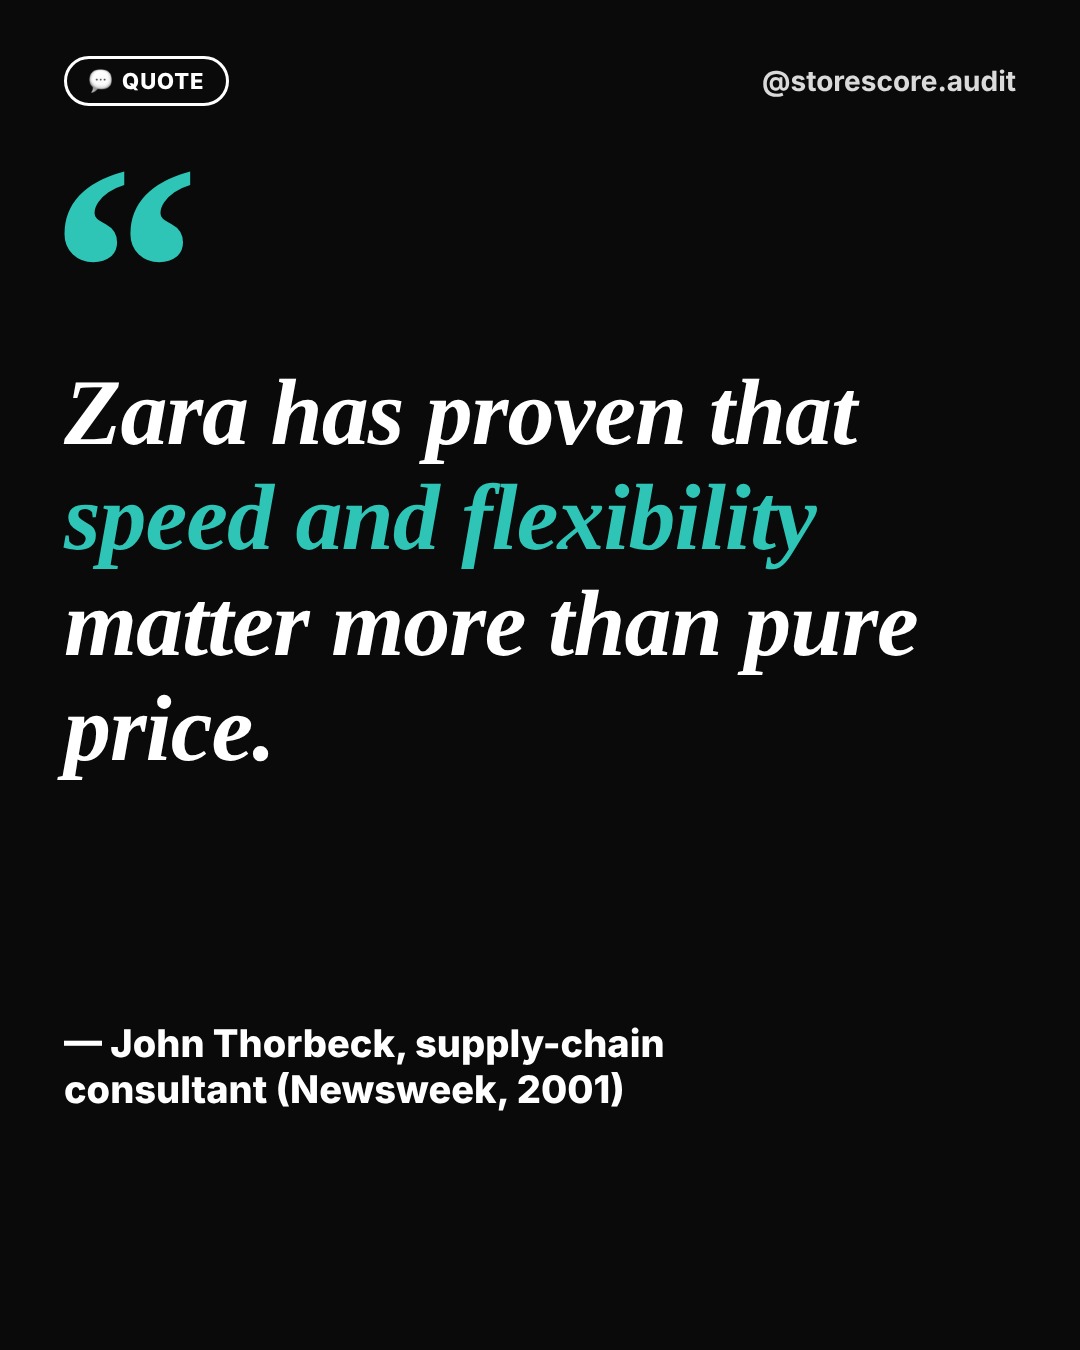 💬 QUOTE
@storescore.audit
“
Zara has proven that
speed and flexibility
matter more than pure
price.
— John Thorbeck, supply-chain
consultant (Newsweek, 2001)